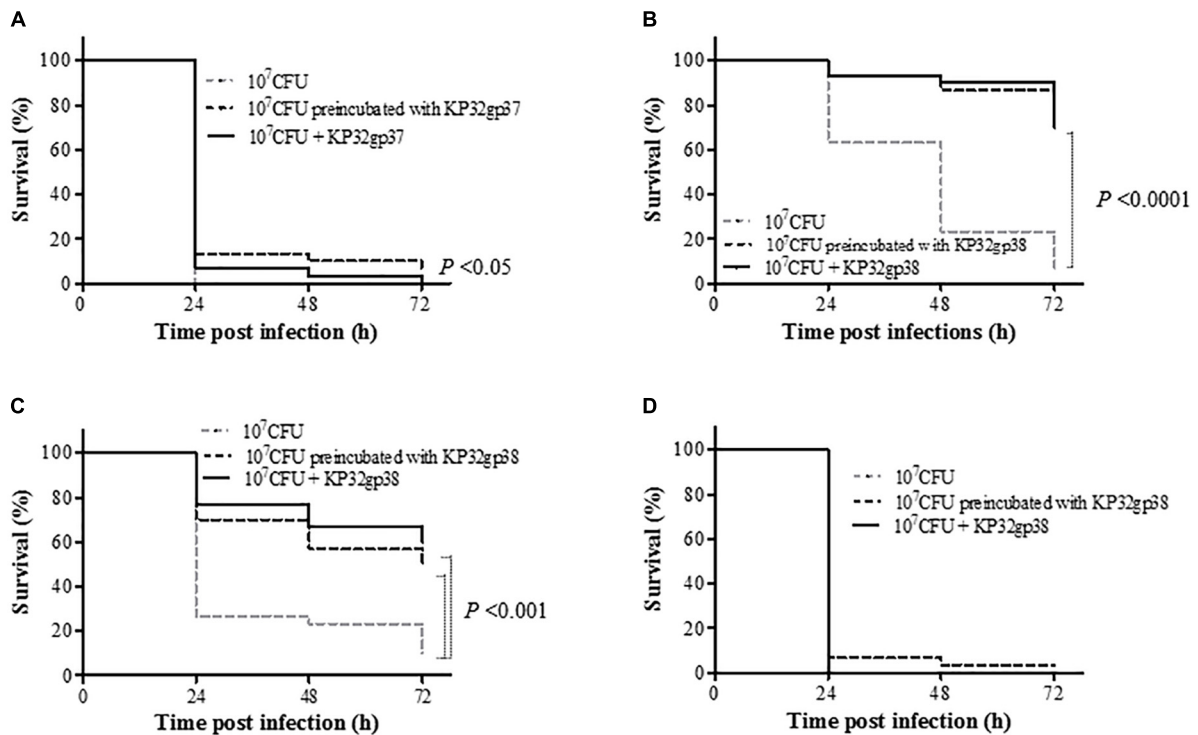 A
100
80
60
40
20
0
Survival (%)
10⁷CFU
10⁷CFU preincubated with KP32gp37
10⁷CFU + KP32gp37
P <0.05
0 24 48 72
Time post infection (h)
B
100
80
60
40
20
0
Survival (%)
10⁷CFU
10⁷CFU preincubated with KP32gp38
10⁷CFU + KP32gp38
P <0.0001
0 24 48 72
Time post infections (h)
C
100
80
60
40
20
0
Survival (%)
10⁷CFU
10⁷CFU preincubated with KP32gp38
10⁷CFU + KP32gp38
P <0.001
0 24 48 72
Time post infection (h)
D
100
80
60
40
20
0
Survival (%)
10⁷CFU
10⁷CFU preincubated with KP32gp38
10⁷CFU + KP32gp38
0 24 48 72
Time post infection (h)